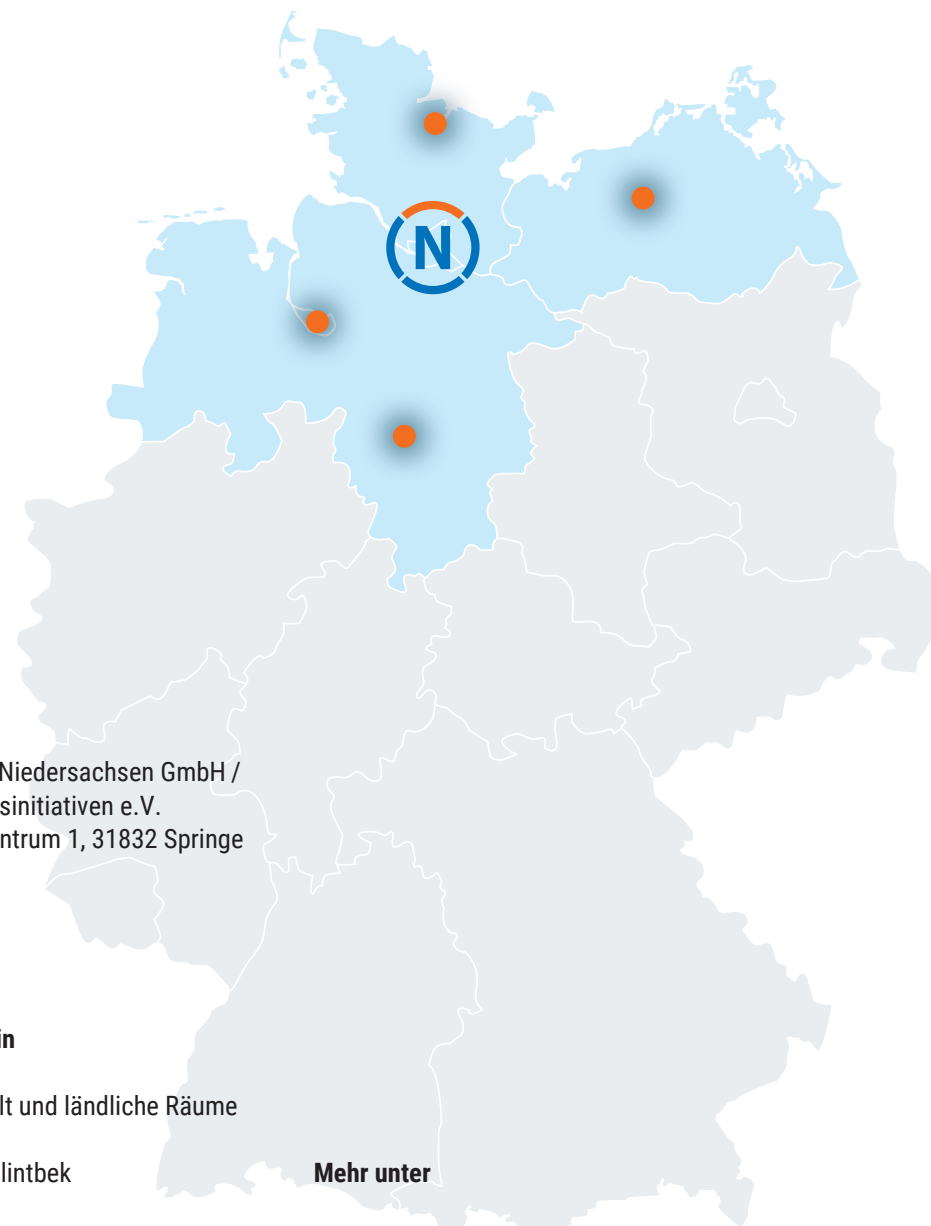 N
Niedersachsen GmbH /
sinitiativen e.V.
ntrum 1, 31832 Springe
in
lt und ländliche Räume
lintbek
Mehr unter